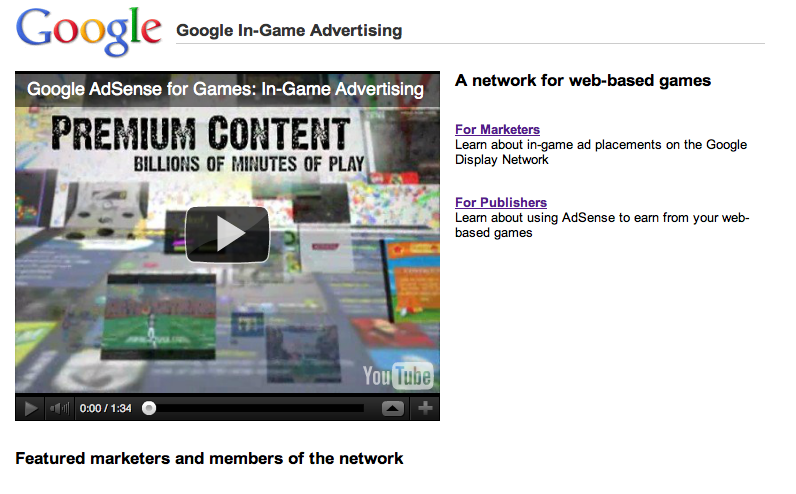 Google
Google In-Game Advertising
Google AdSense for Games: In-Game Advertising
PREMIUM CONTENT
BILLIONS OF MINUTES OF PLAY
YouTube
0:00 / 1:34
A network for web-based games
For Marketers
Learn about in-game ad placements on the Google
Display Network
For Publishers
Learn about using AdSense to earn from your web-
based games
Featured marketers and members of the network